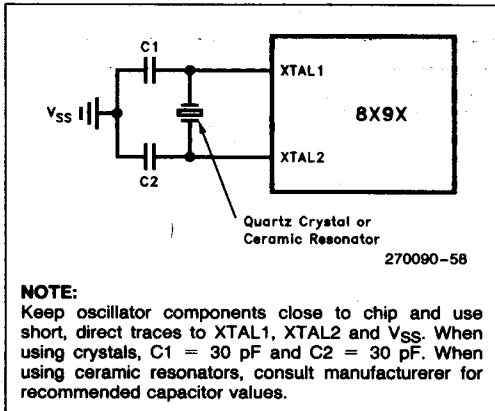 C1
XTAL1
8X9X
VSS
XTAL2
C2
Quartz Crystal or
Ceramic Resonator
270090-58
NOTE:
Keep oscillator components close to chip and use
short, direct traces to XTAL1, XTAL2 and VSS. When
using crystals, C1 = 30 pF and C2 = 30 pF. When
using ceramic resonators, consult manufacturerer for
recommended capacitor values.